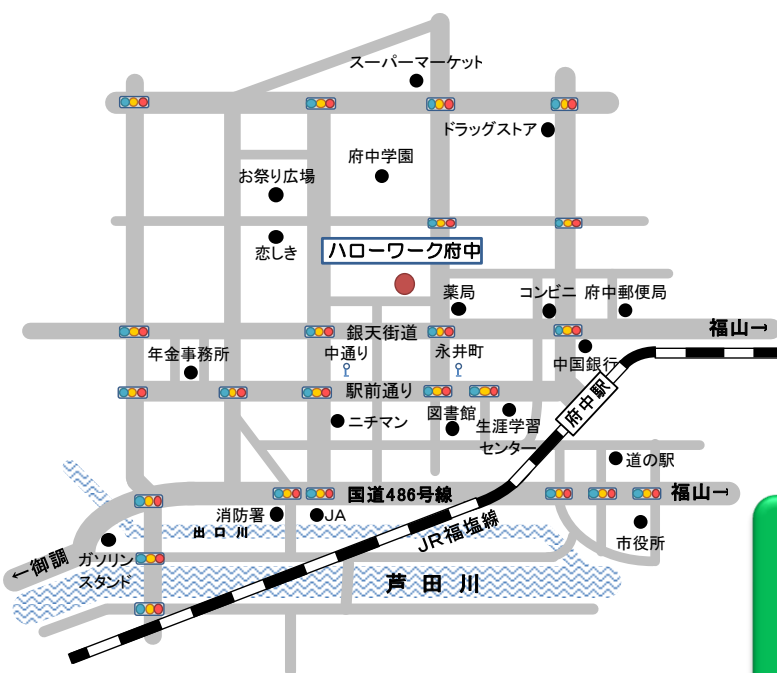 スーパーマーケット
ドラッグストア
府中学園
お祭り広場
恋しき
ハローワーク府中
薬局
コンビニ
府中郵便局
銀天街道
福山→
年金事務所
中通り
永井町
中国銀行
駅前通り
府中駅
ニチマン
図書館
生涯学習
センター
道の駅
国道486号線
福山→
消防署
JA
出口川
JR福塩線
市役所
←御調
ガソリン
スタンド
芦田川